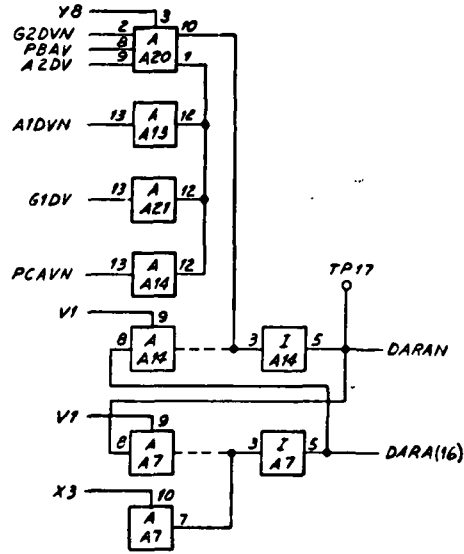 Y8 3
G2DVN 2 A 10
PBAV 8
A2DV 9 A20 1
A1DVN 13 A 12
A13
G1DV 13 A 12
A21
PCAVN 13 A 12
A14
TP17
V1 9
8 A 3 I 5 DARAN
A14 A14
V1 9
8 A 3 I 5 DARA(16)
A7 A7
X3 10
A 7
A7